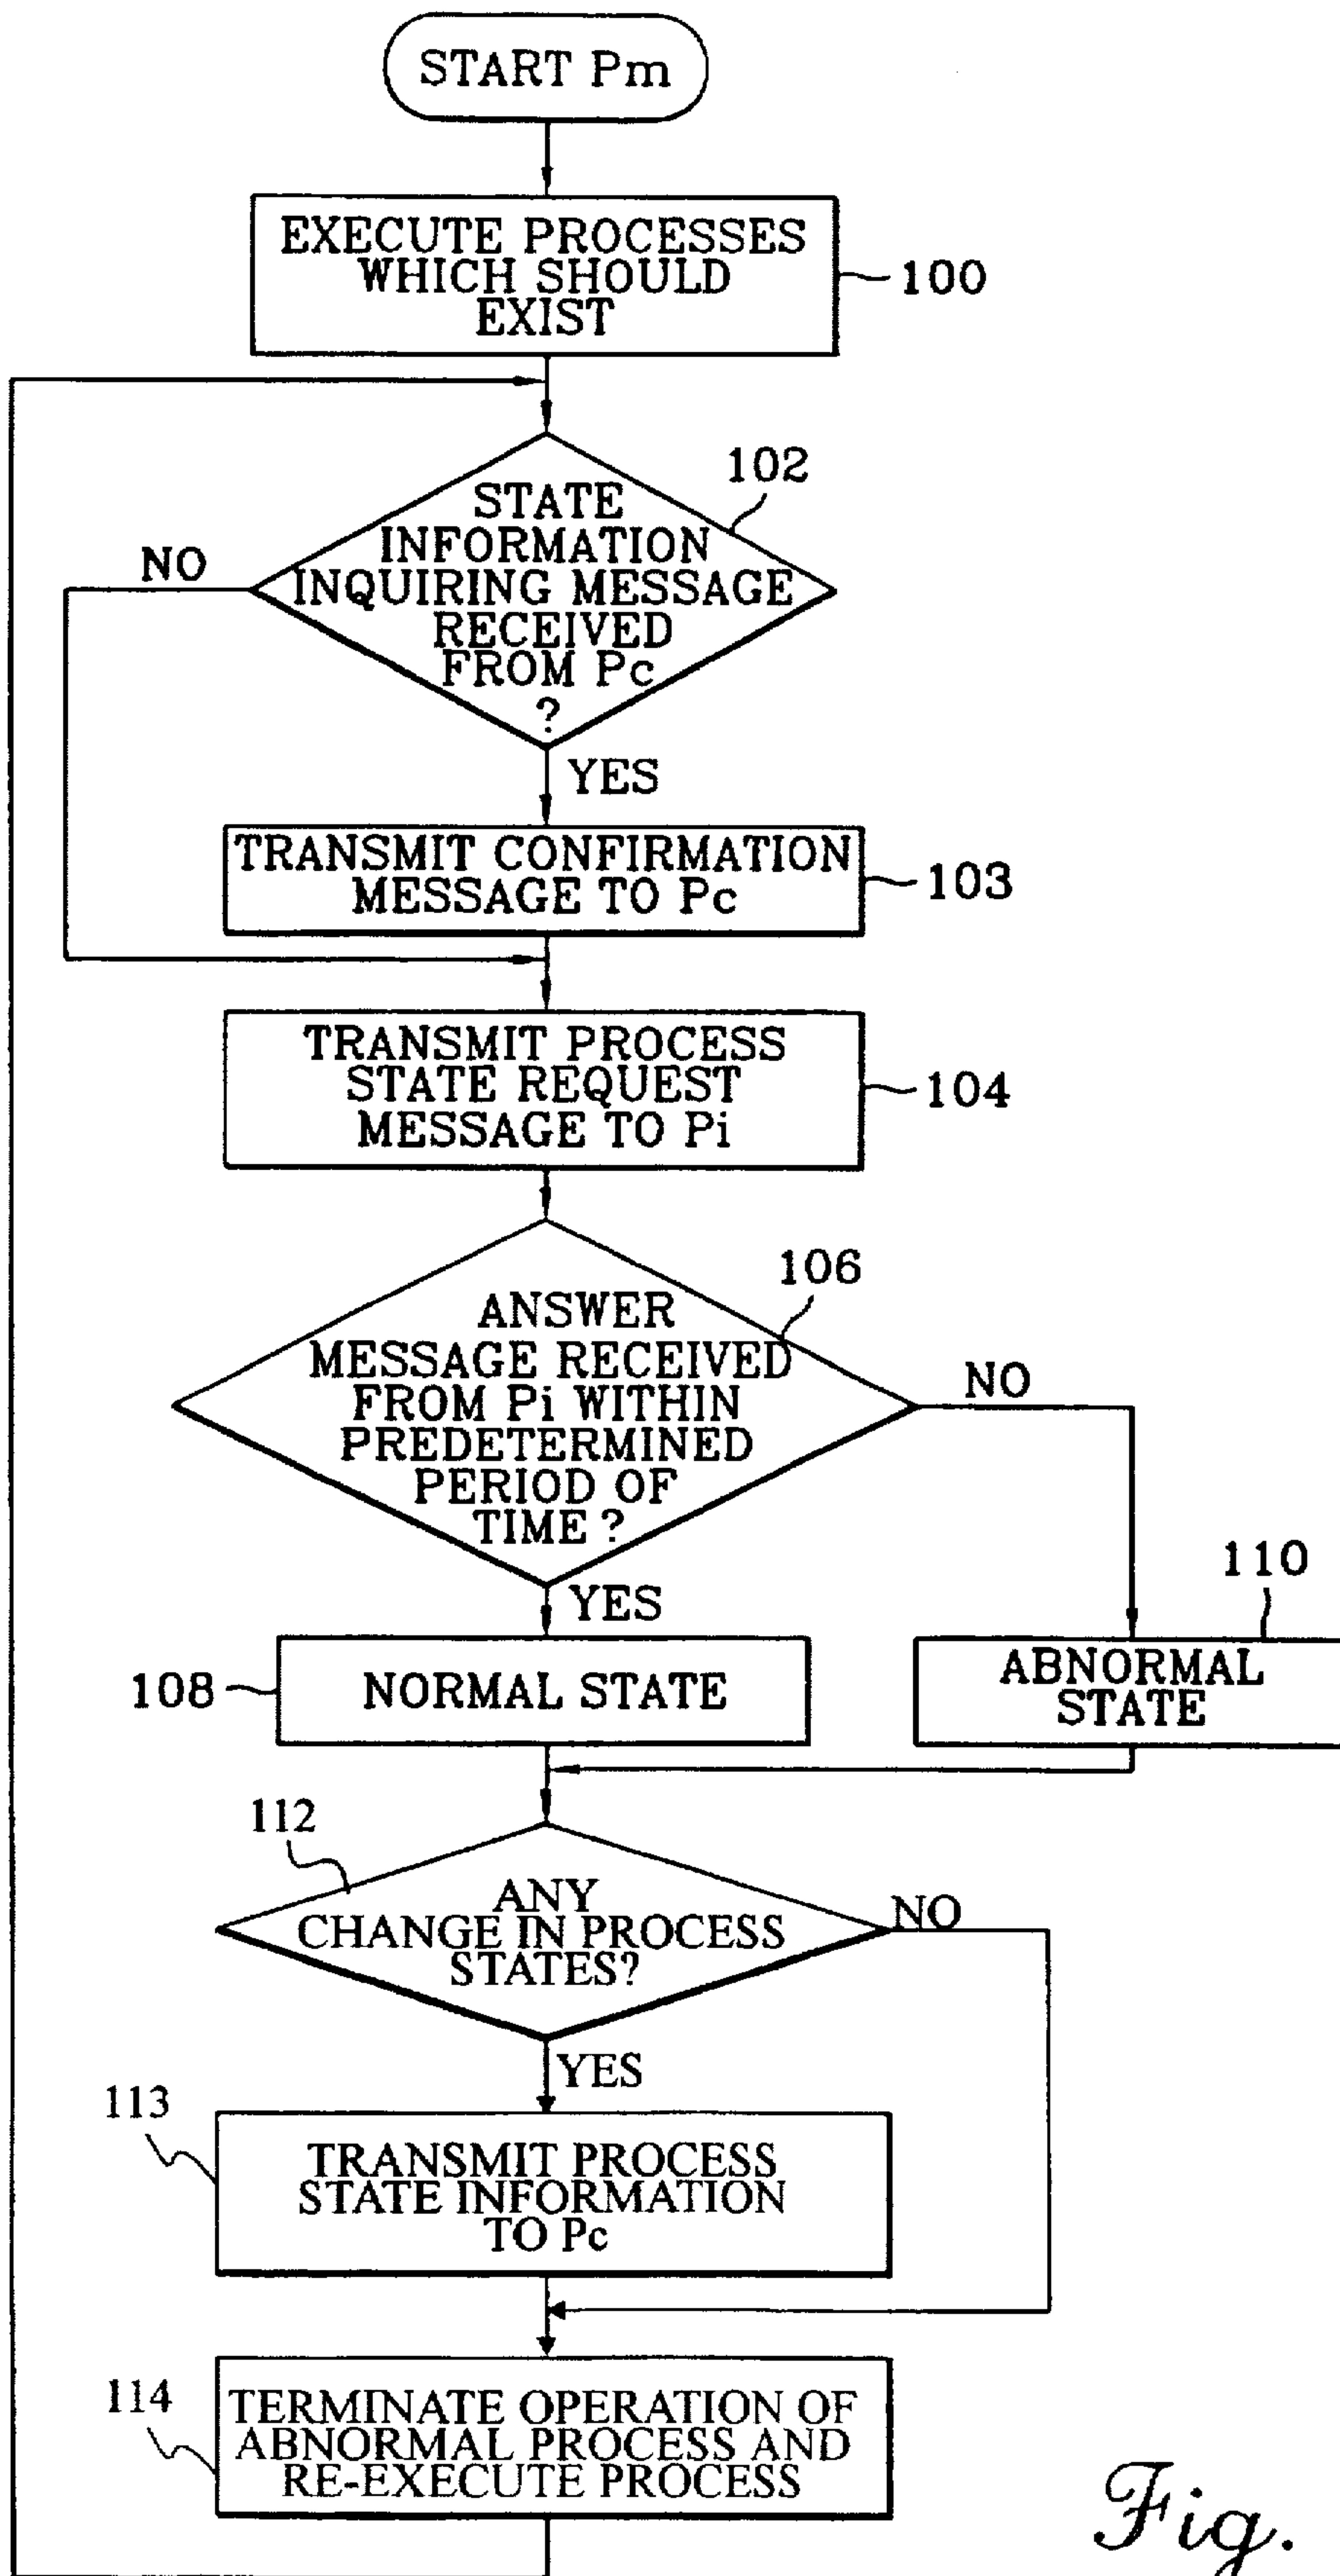 START Pm
EXECUTE PROCESSES
WHICH SHOULD
EXIST
100
102
STATE
INFORMATION
INQUIRING MESSAGE
RECEIVED
FROM Pc
?
NO
YES
TRANSMIT CONFIRMATION
MESSAGE TO Pc
103
TRANSMIT PROCESS
STATE REQUEST
MESSAGE TO Pi
104
106
ANSWER
MESSAGE RECEIVED
FROM Pi WITHIN
PREDETERMINED
PERIOD OF
TIME ?
NO
YES
110
108
NORMAL STATE
ABNORMAL
STATE
112
ANY
CHANGE IN PROCESS
STATES?
NO
YES
113
TRANSMIT PROCESS
STATE INFORMATION
TO Pc
114
TERMINATE OPERATION OF
ABNORMAL PROCESS AND
RE-EXECUTE PROCESS
Fig.